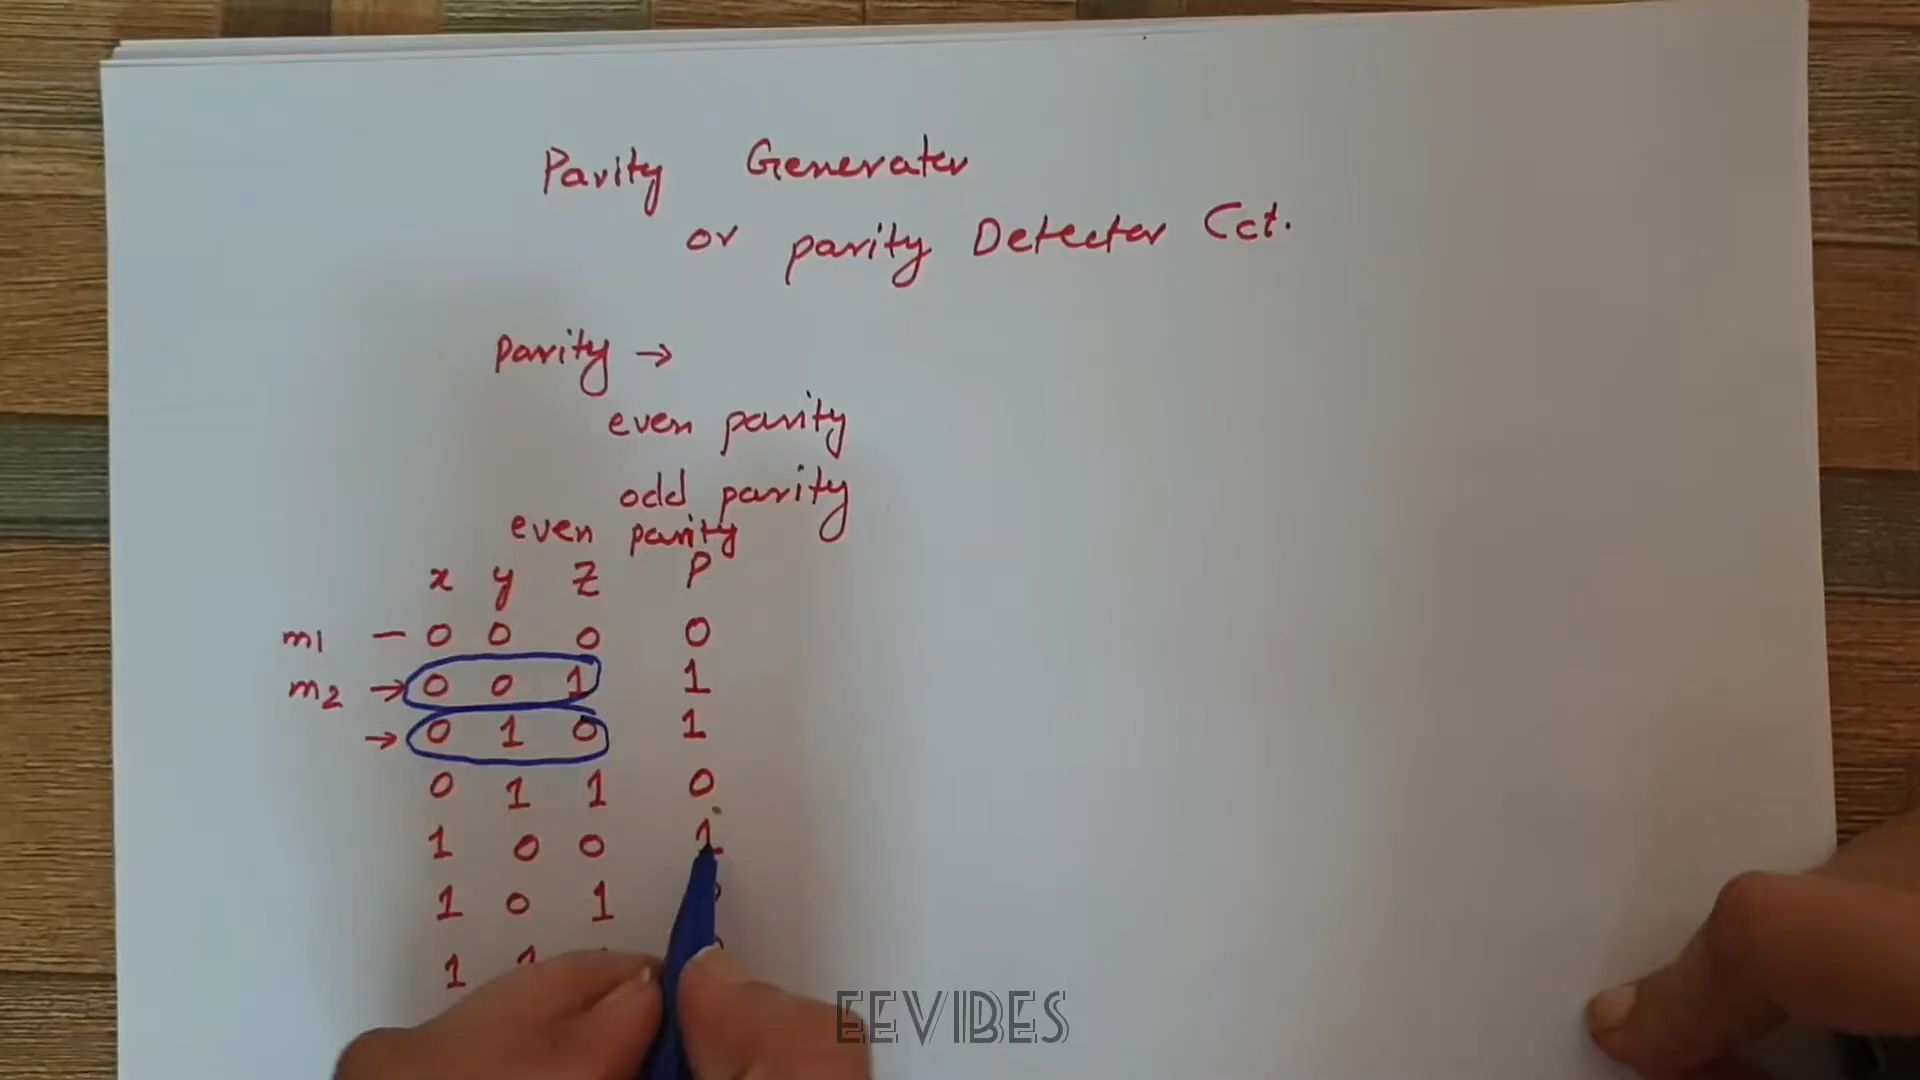 Parity Generater
or parity Detecter Cct.
parity →
even parity
odd parity
even parity
x y Z P
m1 – 0 0 0 0
m2 → 0 0 1 1
→ 0 1 0 1
0 1 1 0
1 0 0 1
1 0 1
1 1
EEVIBES